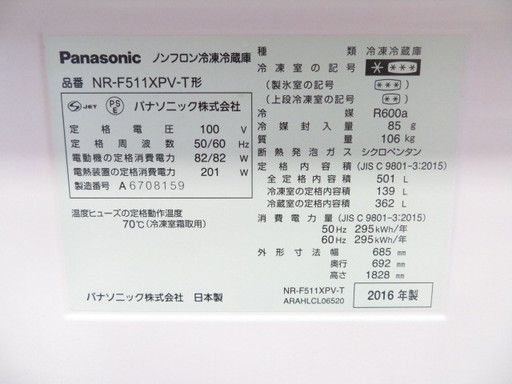 Panasonic ノンフロン冷凍冷蔵庫
品番 NR-F511XPV-T形
S JET PS E パナソニック株式会社
定格電圧 100 V
定格周波数 50/60 Hz
電動機の定格消費電力 82/82 W
電熱装置の定格消費電力 201 W
製造番号 A 6708159
温度ヒューズの定格動作温度
70℃(冷凍室霜取用)
パナソニック株式会社 日本製
種類 冷凍冷蔵庫
冷凍室の記号 ****
(製氷室の記号) ***
(上段冷凍室の記号) ***
冷媒 R600a
冷媒封入量 85 g
質量 106 kg
断熱発泡ガス シクロペンタン
定格内容積 (JIS C 9801-3:2015)
全定格内容積 501 L
冷凍室の定格内容積 139 L
冷蔵室の定格内容積 362 L
消費電力量 (JIS C 9801-3:2015)
50Hz 295kWh/年
60Hz 295kWh/年
外形寸法 幅 685 mm
奥行 692 mm
高さ 1828 mm
NR-F511XPV-T
ARAHLCL06520
2016年製